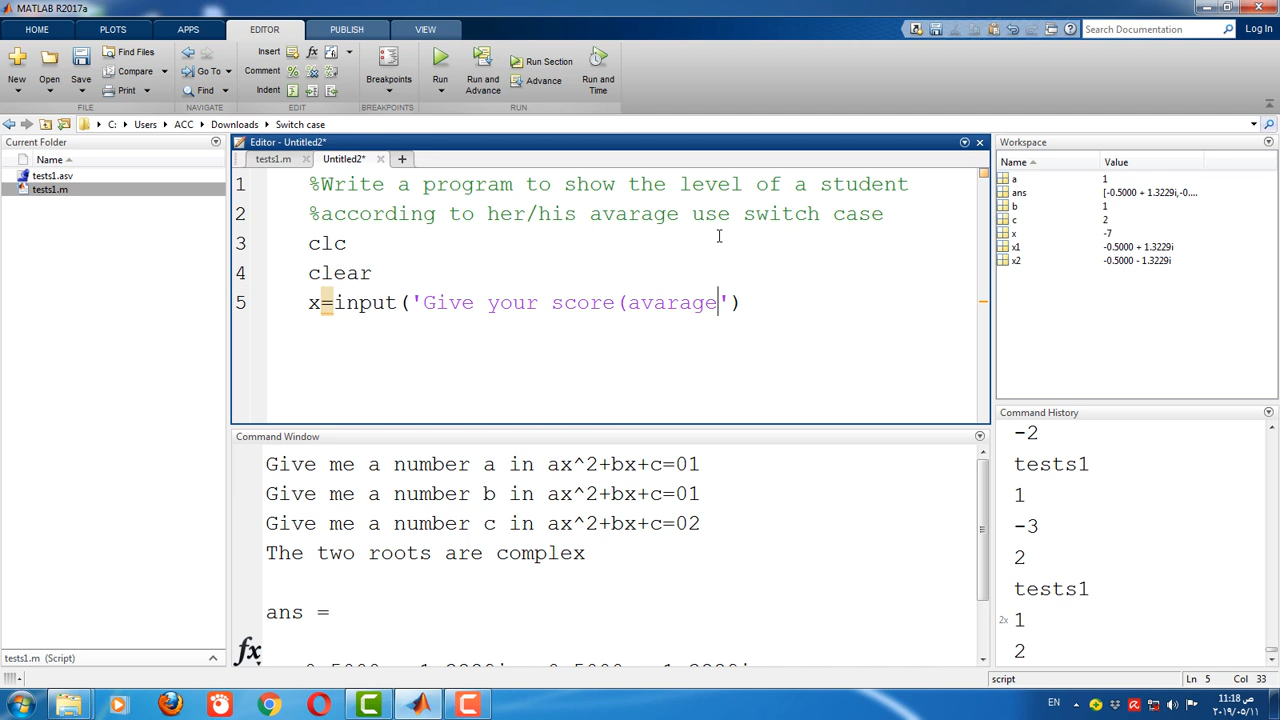 MATLAB R2017a
HOME PLOTS APPS EDITOR PUBLISH VIEW
Search Documentation
Log In
New
Open
Save
Find Files
Compare
Print
FILE
Go To
Find
NAVIGATE
Insert
Comment
Indent
EDIT
Breakpoints
BREAKPOINTS
Run
Run and
Advance
Run Section
Advance
Run and
Time
RUN
C: Users ACC Downloads Switch case
Current Folder
Name
tests1.asv
tests1.m
tests1.m (Script)
Editor - Untitled2*
tests1.m Untitled2*
1 %Write a program to show the level of a student
2 %according to her/his avarage use switch case
3 clc
4 clear
5 x=input('Give your score(avarage')
Command Window
Give me a number a in ax^2+bx+c=01
Give me a number b in ax^2+bx+c=01
Give me a number c in ax^2+bx+c=02
The two roots are complex
ans =
fx
Workspace
Name Value
a 1
ans [-0.5000 + 1.3229i,-0....
b 1
c 2
x -7
x1 -0.5000 + 1.3229i
x2 -0.5000 - 1.3229i
Command History
-2
tests1
1
-3
2
tests1
2x 1
2
script Ln 5 Col 33
EN
11:18 ص
٢٠١٩/٠٥/١١